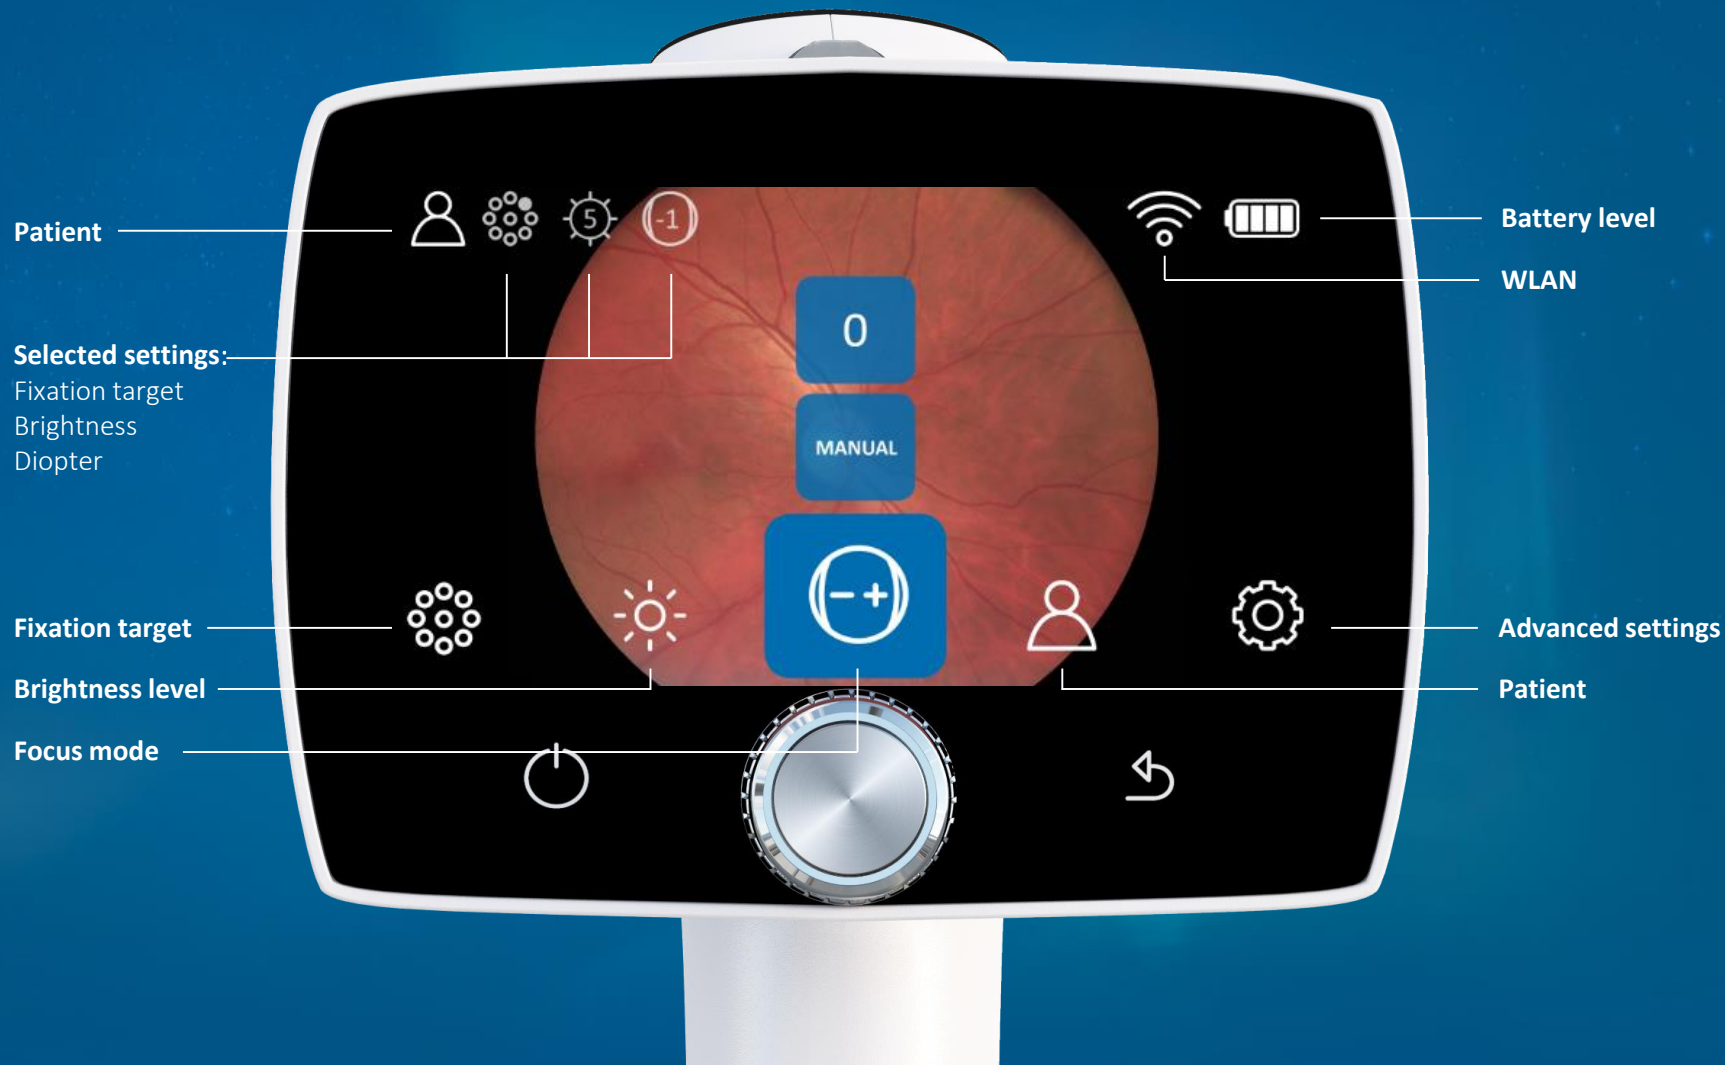 Patient
5
-1
Battery level
WLAN
0
Selected settings:
Fixation target
Brightness
Diopter
MANUAL
Fixation target
Advanced settings
Brightness level
Patient
Focus mode